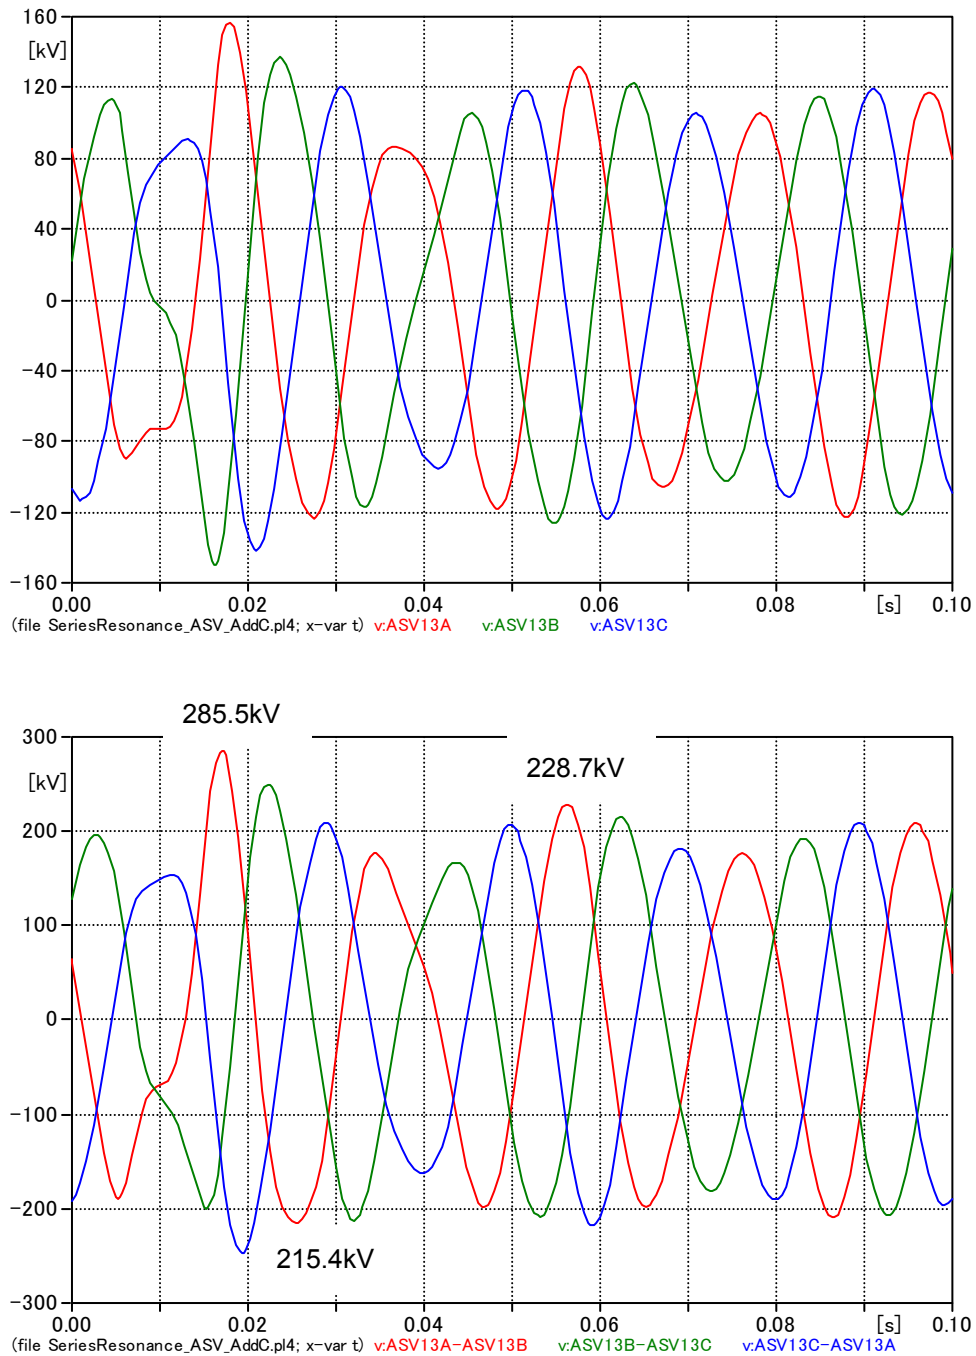 160
[kV]
120
80
40
0
-40
-80
-120
-160
0.00 0.02 0.04 0.06 0.08 [s] 0.10
(file SeriesResonance_ASV_AddC.pl4; x-var t) v:ASV13A v:ASV13B v:ASV13C
285.5kV
300
[kV]
228.7kV
200
100
0
-100
-200
215.4kV
-300
0.00 0.02 0.04 0.06 0.08 [s] 0.10
(file SeriesResonance_ASV_AddC.pl4; x-var t) v:ASV13A-ASV13B v:ASV13B-ASV13C v:ASV13C-ASV13A